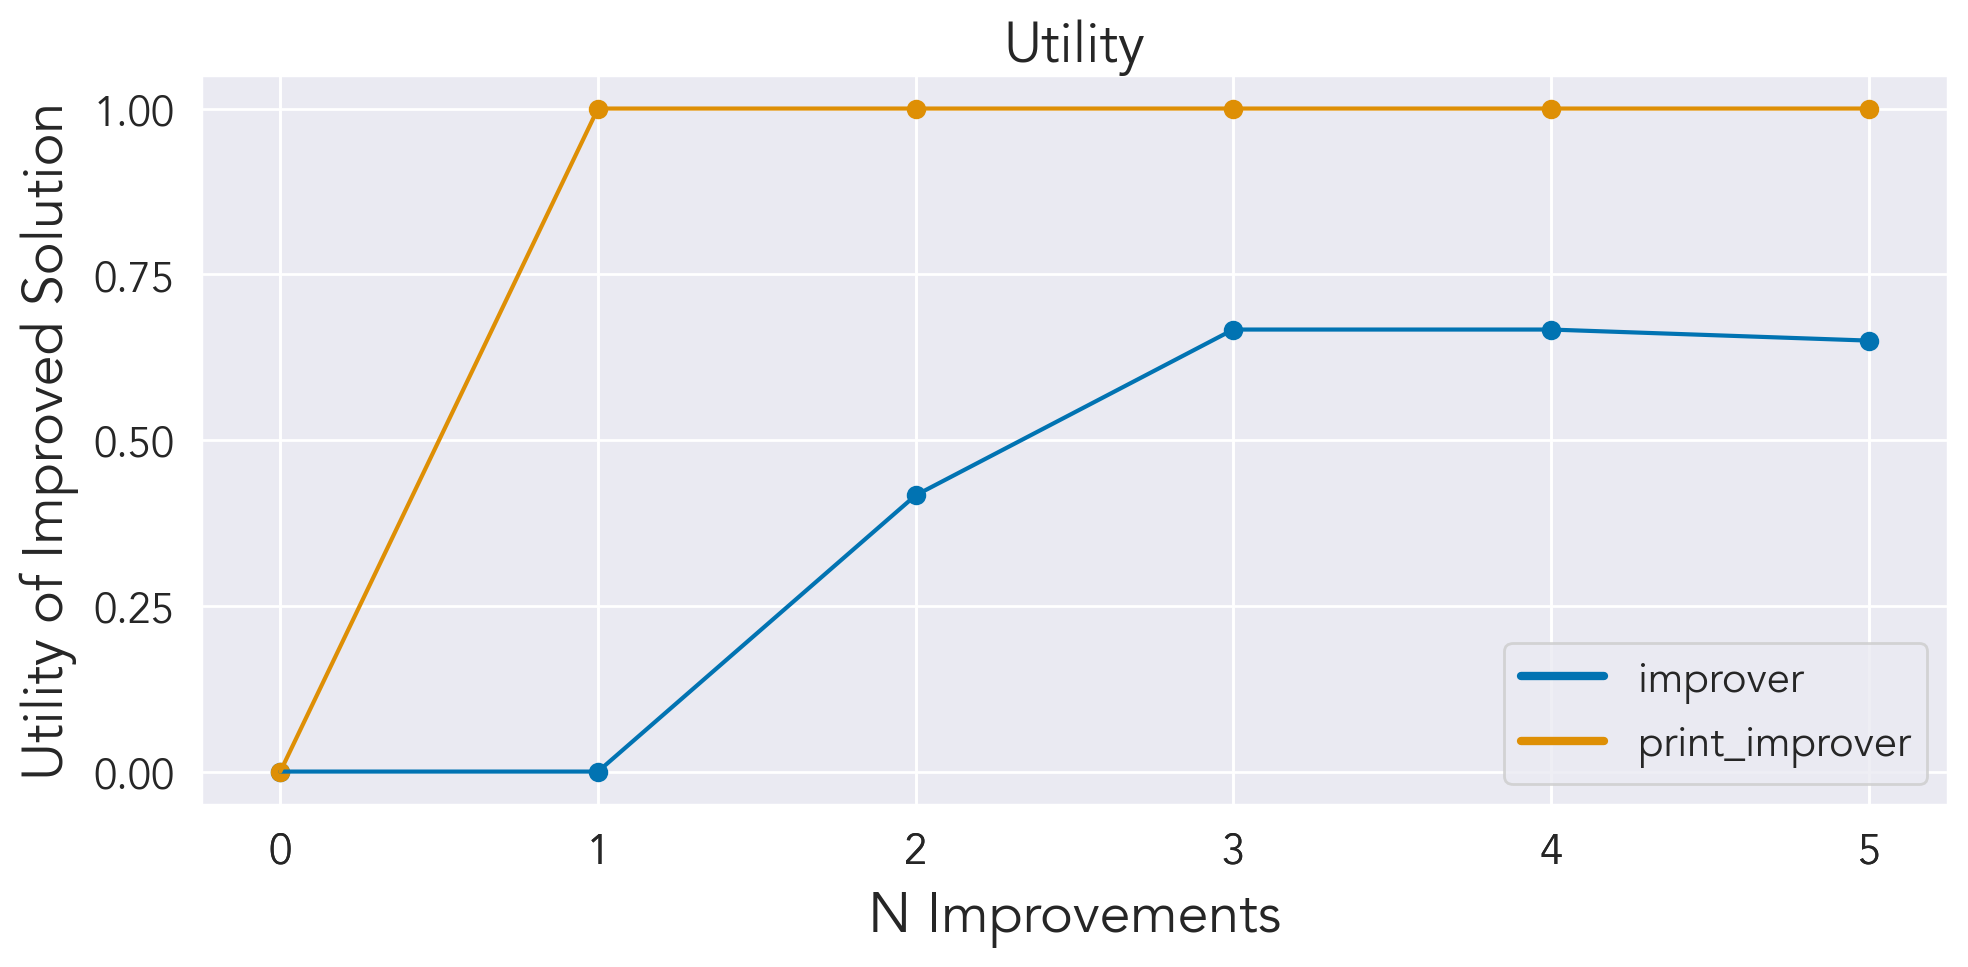 Utility
Utility of Improved Solution
1.00
0.75
0.50
0.25
0.00
improver
print_improver
0 1 2 3 4 5
N Improvements